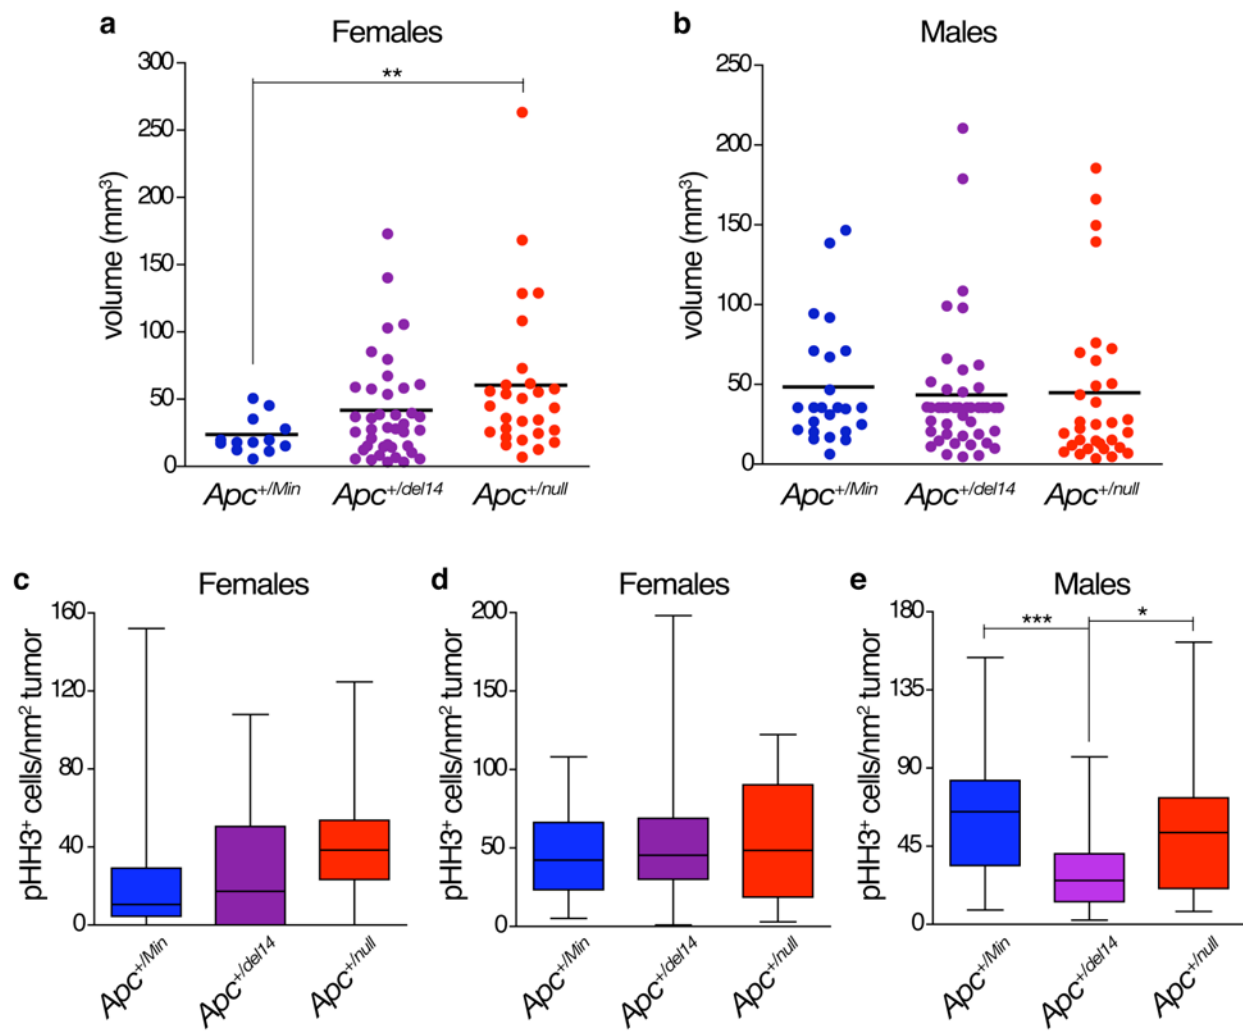 a Females
300
250
200
150
100
50
0
volume (mm³)
**
Apc+/Min Apc+/del14 Apc+/null
b Males
250
200
150
100
50
0
volume (mm³)
Apc+/Min Apc+/del14 Apc+/null
c Females
160
120
80
40
0
pHH3⁺ cells/nm² tumor
Apc+/Min Apc+/del14 Apc+/null
d Females
200
150
100
50
0
pHH3⁺ cells/nm² tumor
Apc+/Min Apc+/del14 Apc+/null
e Males
180
135
90
45
0
pHH3⁺ cells/nm² tumor
*** *
Apc+/Min Apc+/del14 Apc+/null